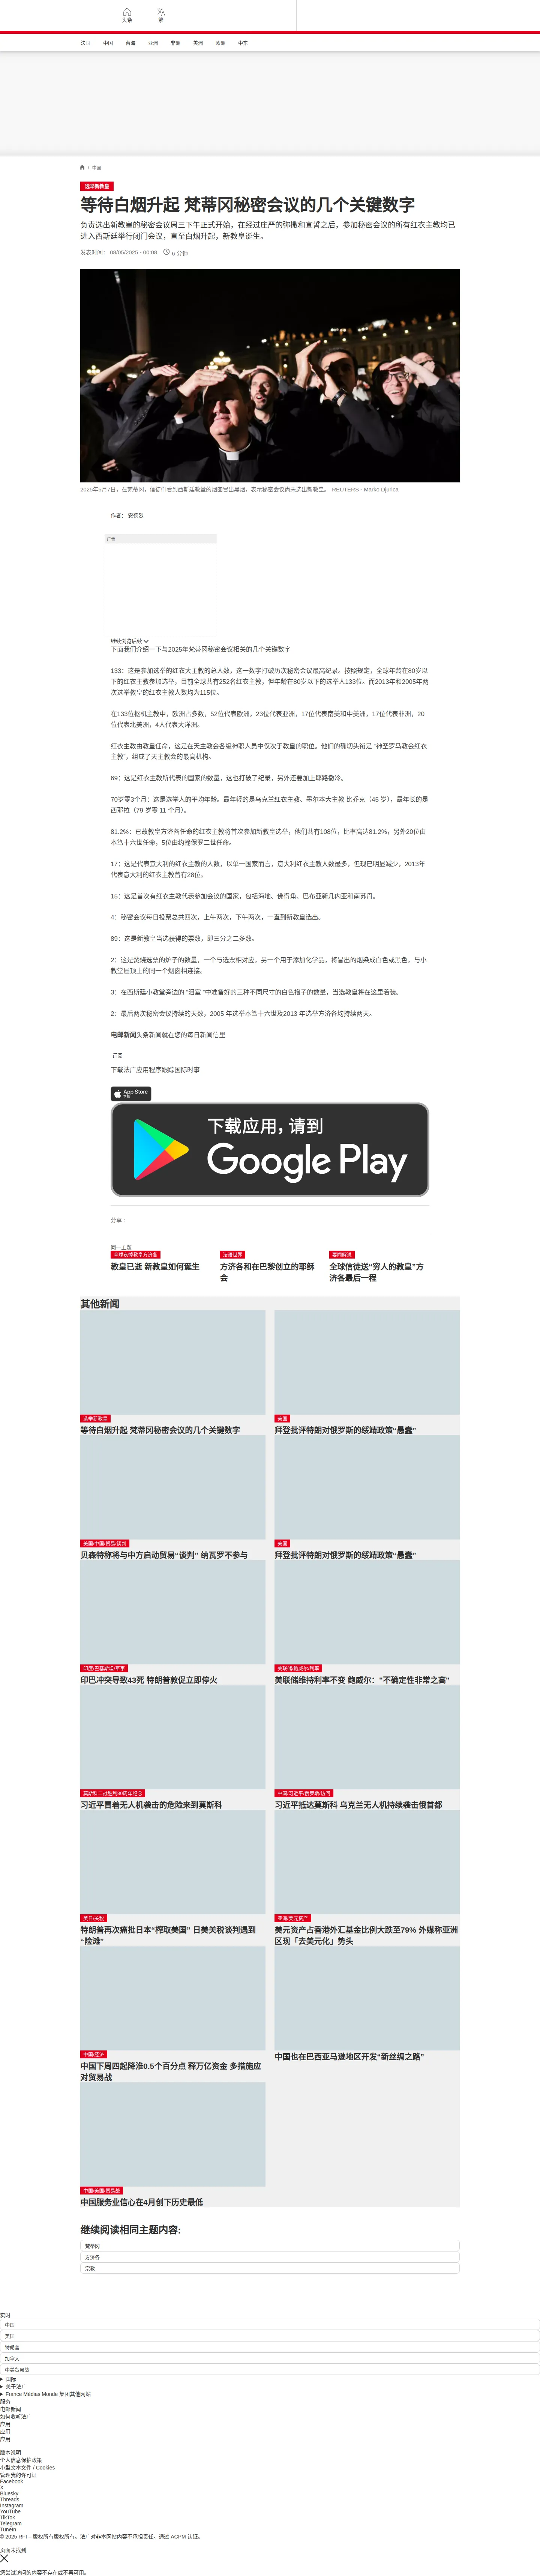 头条
繁
法国
中国
台海
亚洲
非洲
美洲
欧洲
中东
/ 中国
选举新教皇
等待白烟升起 梵蒂冈秘密会议的几个关键数字
负责选出新教皇的秘密会议周三下午正式开始，在经过庄严的弥撒和宣誓之后，参加秘密会议的所有红衣主教均已
进入西斯廷举行闭门会议，直至白烟升起，新教皇诞生。
发表时间： 08/05/2025 - 00:08
6 分钟
2025年5月7日，在梵蒂冈，信徒们看到西斯廷教堂的烟囱冒出黑烟，表示秘密会议尚未选出新教皇。 REUTERS - Marko Djurica
作者： 安德烈
广告
继续浏览后续
下面我们介绍一下与2025年梵蒂冈秘密会议相关的几个关键数字
133：这是参加选举的红衣大主教的总人数，这一数字打破历次秘密会议最高纪录。按照规定，全球年龄在80岁以
下的红衣主教参加选举，目前全球共有252名红衣主教，但年龄在80岁以下的选举人133位。而2013年和2005年两
次选举教皇的红衣主教人数均为115位。
在133位枢机主教中，欧洲占多数，52位代表欧洲，23位代表亚洲，17位代表南美和中美洲，17位代表非洲，20
位代表北美洲，4人代表大洋洲。
红衣主教由教皇任命，这是在天主教会各级神职人员中仅次于教皇的职位。他们的确切头衔是 “神圣罗马教会红衣
主教”，组成了天主教会的最高机构。
69：这是红衣主教所代表的国家的数量，这也打破了纪录，另外还要加上耶路撒冷。
70岁零3个月：这是选举人的平均年龄。最年轻的是乌克兰红衣主教、墨尔本大主教 比乔克（45 岁），最年长的是
西耶拉（79 岁零 11 个月）。
81.2%：已故教皇方济各任命的红衣主教将首次参加新教皇选举，他们共有108位，比率高达81.2%，另外20位由
本笃十六世任命，5位由约翰保罗二世任命。
17：这是代表意大利的红衣主教的人数，以单一国家而言，意大利红衣主教人数最多，但现已明显减少，2013年
代表意大利的红衣主教曾有28位。
15：这是首次有红衣主教代表参加会议的国家，包括海地、佛得角、巴布亚新几内亚和南苏丹。
4：秘密会议每日投票总共四次，上午两次，下午两次，一直到新教皇选出。
89：这是新教皇当选获得的票数，即三分之二多数。
2：这是焚烧选票的炉子的数量，一个与选票相对应，另一个用于添加化学品，将冒出的烟染成白色或黑色。与小
教堂屋顶上的同一个烟囱相连接。
3：在西斯廷小教堂旁边的 “泪室 ”中准备好的三种不同尺寸的白色袍子的数量，当选教皇将在这里着装。
2：最后两次秘密会议持续的天数，2005 年选举本笃十六世及2013 年选举方济各均持续两天。
电邮新闻头条新闻就在您的每日新闻信里
订阅
下载法广应用程序跟踪国际时事
App Store
下载
下载应用，请到
Google Play
分享 :
同一主题
全球哀悼教皇方济各
教皇已逝 新教皇如何诞生
法语世界
方济各和在巴黎创立的耶稣
会
要闻解说
全球信徒送“穷人的教皇”方
济各最后一程
其他新闻
选举新教皇
等待白烟升起 梵蒂冈秘密会议的几个关键数字
美国
拜登批评特朗对俄罗斯的绥靖政策“愚蠢”
美国/中国/贸易/谈判
贝森特称将与中方启动贸易“谈判” 纳瓦罗不参与
美国
拜登批评特朗对俄罗斯的绥靖政策“愚蠢”
印度/巴基斯坦/军事
印巴冲突导致43死 特朗普敦促立即停火
美联储/鲍威尔/利率
美联储维持利率不变 鲍威尔：“不确定性非常之高”
莫斯科二战胜利80周年纪念
习近平冒着无人机袭击的危险来到莫斯科
中国/习近平/俄罗斯/访问
习近平抵达莫斯科 乌克兰无人机持续袭击俄首都
美日/关税
特朗普再次痛批日本“榨取美国” 日美关税谈判遇到
“险滩”
亚洲/美元资产
美元资产占香港外汇基金比例大跌至79% 外媒称亚洲
区现「去美元化」势头
中国/经济
中国下周四起降准0.5个百分点 释万亿资金 多措施应
对贸易战
中国也在巴西亚马逊地区开发“新丝绸之路”
中国/美国/贸易战
中国服务业信心在4月创下历史最低
继续阅读相同主题内容:
梵蒂冈
方济各
宗教
实时
中国
美国
特朗普
加拿大
中美贸易战
国际
关于法广
France Médias Monde 集团其他网站
服务
电邮新闻
如何收听法广
应用
应用
应用
版本说明
个人信息保护政策
小型文本文件 / Cookies
管理我的许可证
Facebook
X
Bluesky
Threads
Instagram
YouTube
TikTok
Telegram
TuneIn
© 2025 RFI – 版权所有版权所有。法广对非本网站内容不承担责任。通过 ACPM 认证。
页面未找到
您尝试访问的内容不存在或不再可用。